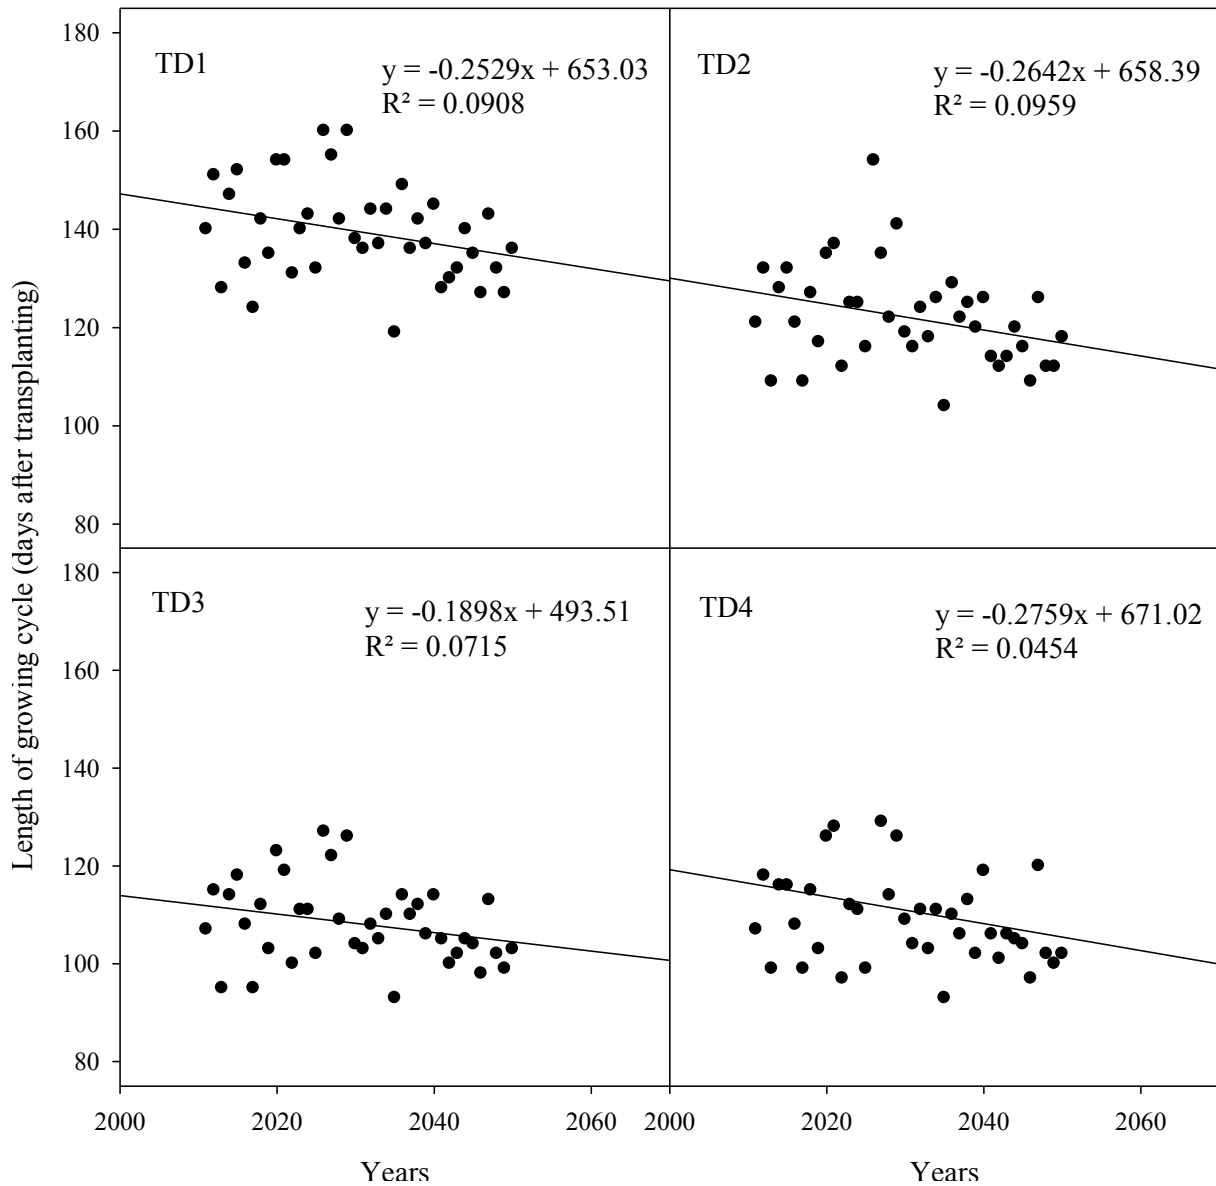 Length of growing cycle (days after transplanting)
180
160
140
120
100
80
TD1
y = -0.2529x + 653.03
R² = 0.0908
TD2
y = -0.2642x + 658.39
R² = 0.0959
180
160
140
120
100
80
TD3
y = -0.1898x + 493.51
R² = 0.0715
TD4
y = -0.2759x + 671.02
R² = 0.0454
2000 2020 2040 2060 2000 2020 2040 2060
Years Years